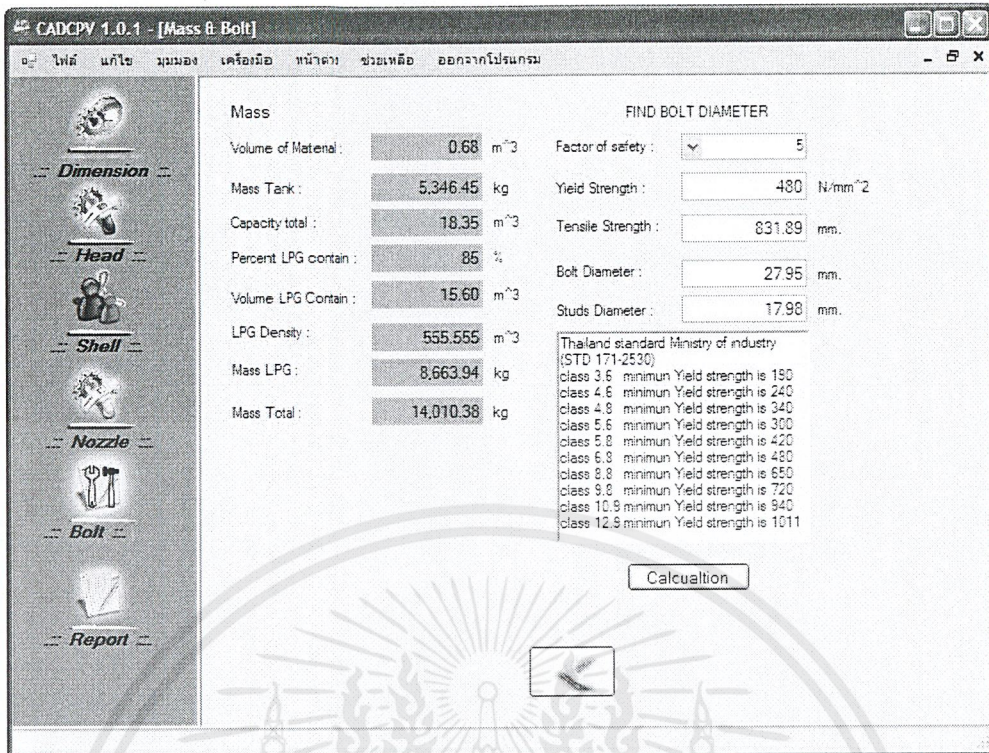 CADCPV 1.0.1 - [Mass & Bolt]
ไฟล์ แก้ไข มุมมอง เครื่องมือ หน้าต่าง ช่วยเหลือ ออกจากโปรแกรม
Dimension
Head
Shell
Nozzle
Bolt
Report
Mass
Volume of Material : 0.68 m^3
Mass Tank : 5,346.45 kg
Capacity total : 18.35 m^3
Percent LPG contain : 85 %
Volume LPG Contain : 15.60 m^3
LPG Density : 555.555 m^3
Mass LPG : 8,663.94 kg
Mass Total : 14,010.38 kg
FIND BOLT DIAMETER
Factor of safety : 5
Yield Strength : 480 N/mm^2
Tensile Strength : 831.89 mm.
Bolt Diameter : 27.95 mm.
Studs Diameter : 17.98 mm.
Thailand standard Ministry of industry
(STD 171-2530)
class 3.6 minimun Yield strength is 190
class 4.6 minimun Yield strength is 240
class 4.8 minimun Yield strength is 340
class 5.6 minimun Yield strength is 300
class 5.8 minimun Yield strength is 420
class 6.8 minimun Yield strength is 480
class 8.8 minimun Yield strength is 650
class 9.8 minimun Yield strength is 720
class 10.9 minimun Yield strength is 940
class 12.9 minimun Yield strength is 1011
Calcualtion